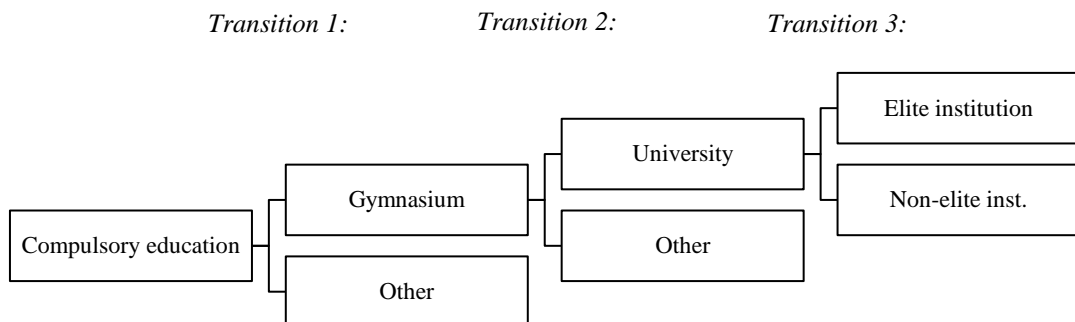 Transition 1:
Transition 2:
Transition 3:
Elite institution
University
Gymnasium
Non-elite inst.
Compulsory education
Other
Other